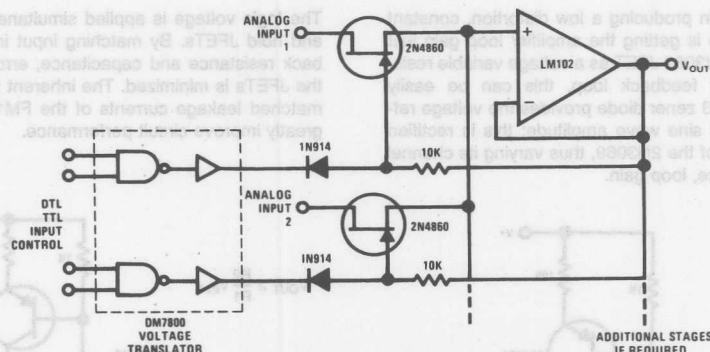 ANALOG
INPUT
1
2N4860
+
LM102
VOUT
1N914
10K
DTL
TTL
INPUT
CONTROL
ANALOG
INPUT
2
2N4860
IN914
10K
DM7800
VOLTAGE
TRANSLATOR
ADDITIONAL STAGES
IF REQUIRED